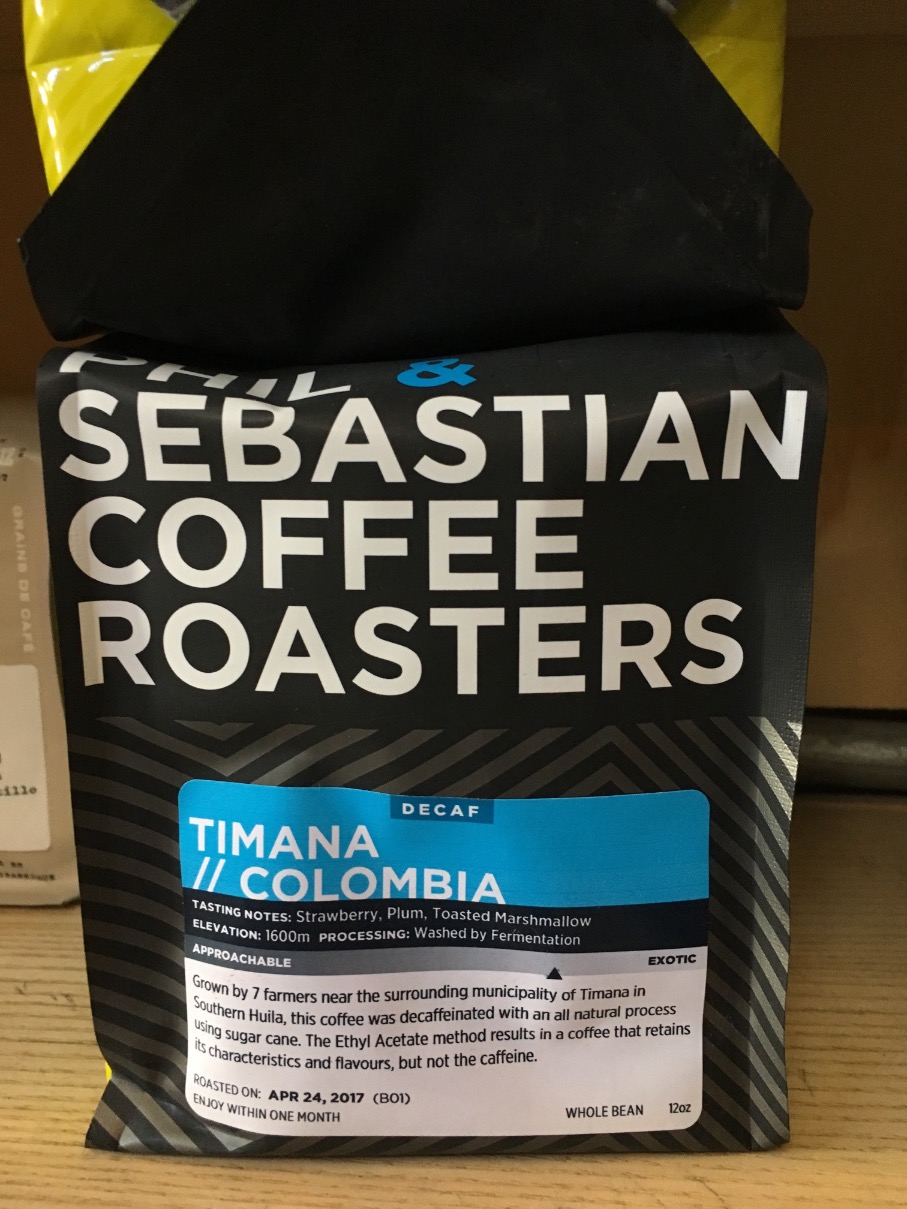 PHIL &
SEBASTIAN
COFFEE
ROASTERS
DECAF
TIMANA
// COLOMBIA
TASTING NOTES: Strawberry, Plum, Toasted Marshmallow
ELEVATION: 1600m PROCESSING: Washed by Fermentation
APPROACHABLE EXOTIC
Grown by 7 farmers near the surrounding municipality of Timana in
Southern Huila, this coffee was decaffeinated with an all natural process
using sugar cane. The Ethyl Acetate method results in a coffee that retains
its characteristics and flavours, but not the caffeine.
ROASTED ON: APR 24, 2017 (B01)
ENJOY WITHIN ONE MONTH
WHOLE BEAN 12oz
GRAINS DE CAFE